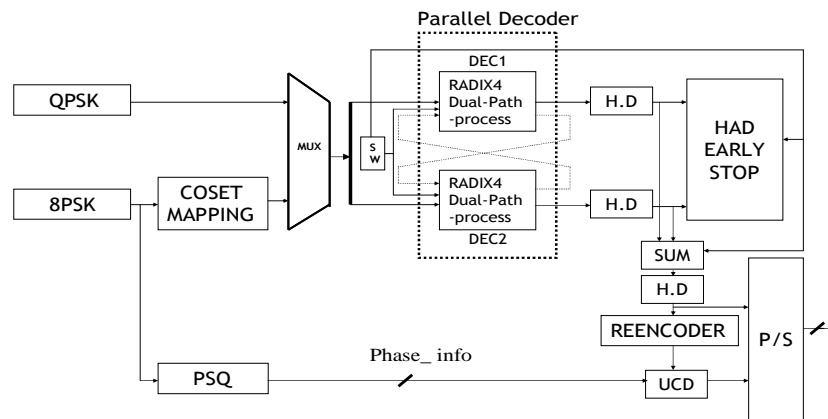 Parallel Decoder
DEC1
QPSK
MUX
S
W
RADIX4
Dual-Path
-process
H.D
HAD
EARLY
STOP
8PSK
COSET
MAPPING
RADIX4
Dual-Path
-process
DEC2
H.D
SUM
H.D
REENCODER
P/S
PSQ
Phase_ info
UCD